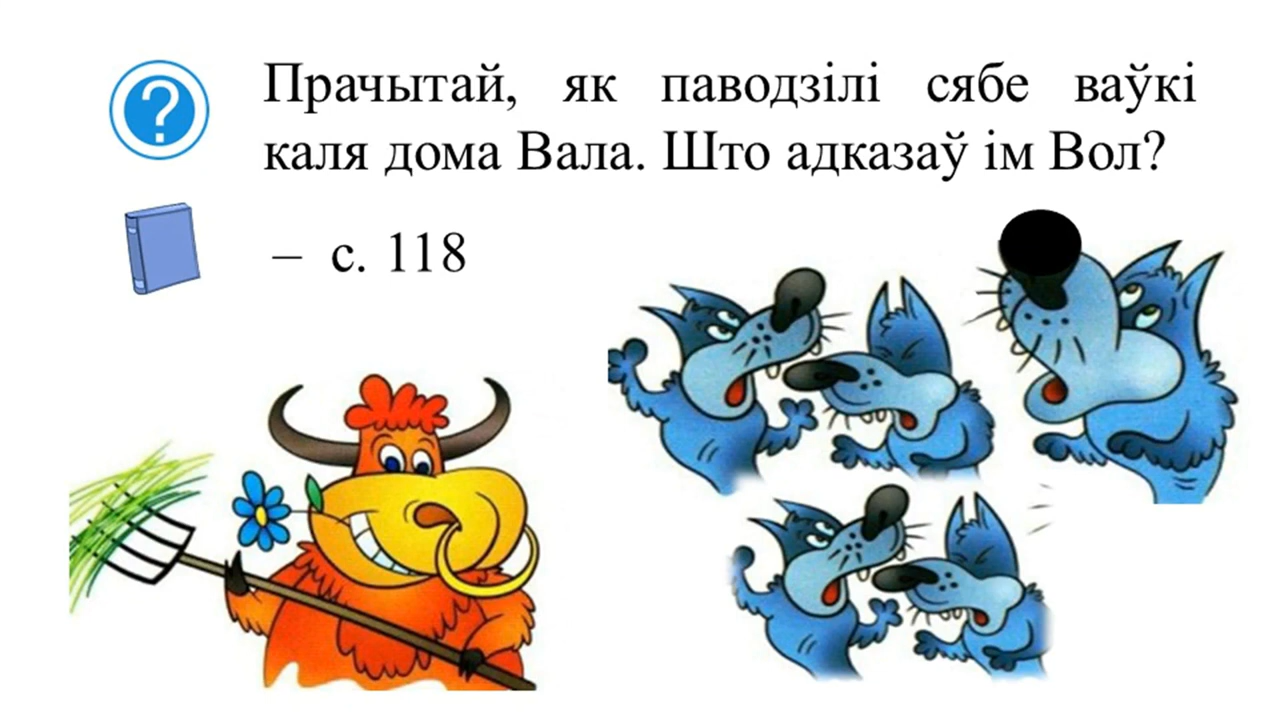 ?
Прачытай, як паводзілі сябе ваўкі
каля дома Вала. Што адказаў ім Вол?
– с. 118